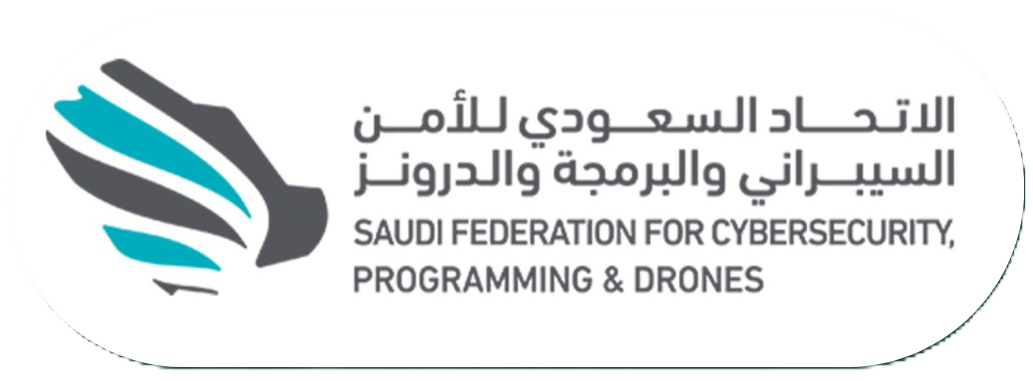 الاتحاد السعودي للأمن
السيبراني والبرمجة والدرونز
SAUDI FEDERATION FOR CYBERSECURITY,
PROGRAMMING & DRONES